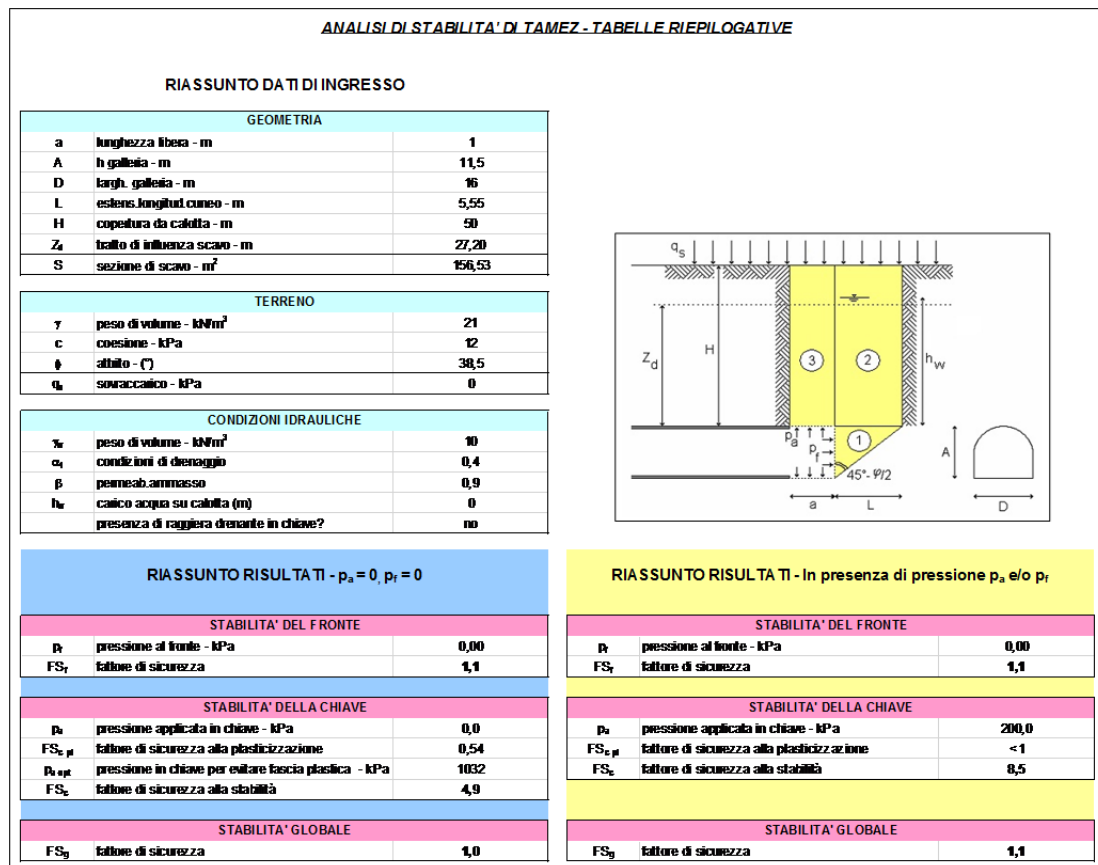 ANALISI DI STABILITA' DI TAMEZ - TABELLE RIEPILOGATIVE
RIASSUNTO DATI DI INGRESSO
GEOMETRIA
a lunghezza libera - m 1
A h galleria - m 11,5
D largh. galleria - m 16
L estens.longitud.cuneo - m 5,55
H copertura da calotta - m 50
Zd tratto di influenza scavo - m 27,20
S sezione di scavo - m² 156,53
TERRENO
γ peso di volume - kN/m³ 21
c coesione - kPa 12
ϕ attrito - (°) 38,5
qs sovraccarico - kPa 0
CONDIZIONI IDRAULICHE
γw peso di volume - kN/m³ 10
αf condizioni di drenaggio 0,4
β permeab.ammasso 0,9
hw carico acqua su calotta (m) 0
presenza di raggiera drenante in chiave? no
qs
Zd
H
3
2
hw
pa
pf
1
45°- φ/2
A
a
L
D
RIASSUNTO RISULTATI - pa = 0, pf = 0
STABILITA' DEL FRONTE
pf pressione al fronte - kPa 0,00
FSf fattore di sicurezza 1,1
STABILITA' DELLA CHIAVE
pa pressione applicata in chiave - kPa 0,0
FSc pl fattore di sicurezza alla plasticizzazione 0,54
pa opt pressione in chiave per evitare fascia plastica - kPa 1032
FSc fattore di sicurezza alla stabilità 4,9
STABILITA' GLOBALE
FSg fattore di sicurezza 1,0
RIASSUNTO RISULTATI - In presenza di pressione pa e/o pf
STABILITA' DEL FRONTE
pf pressione al fronte - kPa 0,00
FSf fattore di sicurezza 1,1
STABILITA' DELLA CHIAVE
pa pressione applicata in chiave - kPa 200,0
FSc pl fattore di sicurezza alla plasticizzazione <1
FSc fattore di sicurezza alla stabilità 8,5
STABILITA' GLOBALE
FSg fattore di sicurezza 1,1